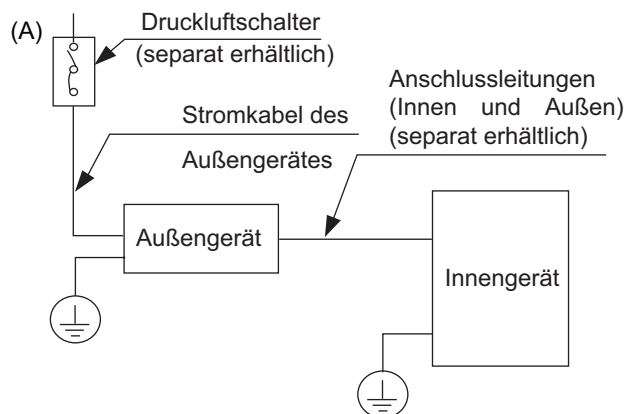 (A)
Druckluftschalter
(separat erhältlich)
Anschlussleitungen
(Innen und Außen)
(separat erhältlich)
Stromkabel des
Außengerätes
Außengerät
Innengerät